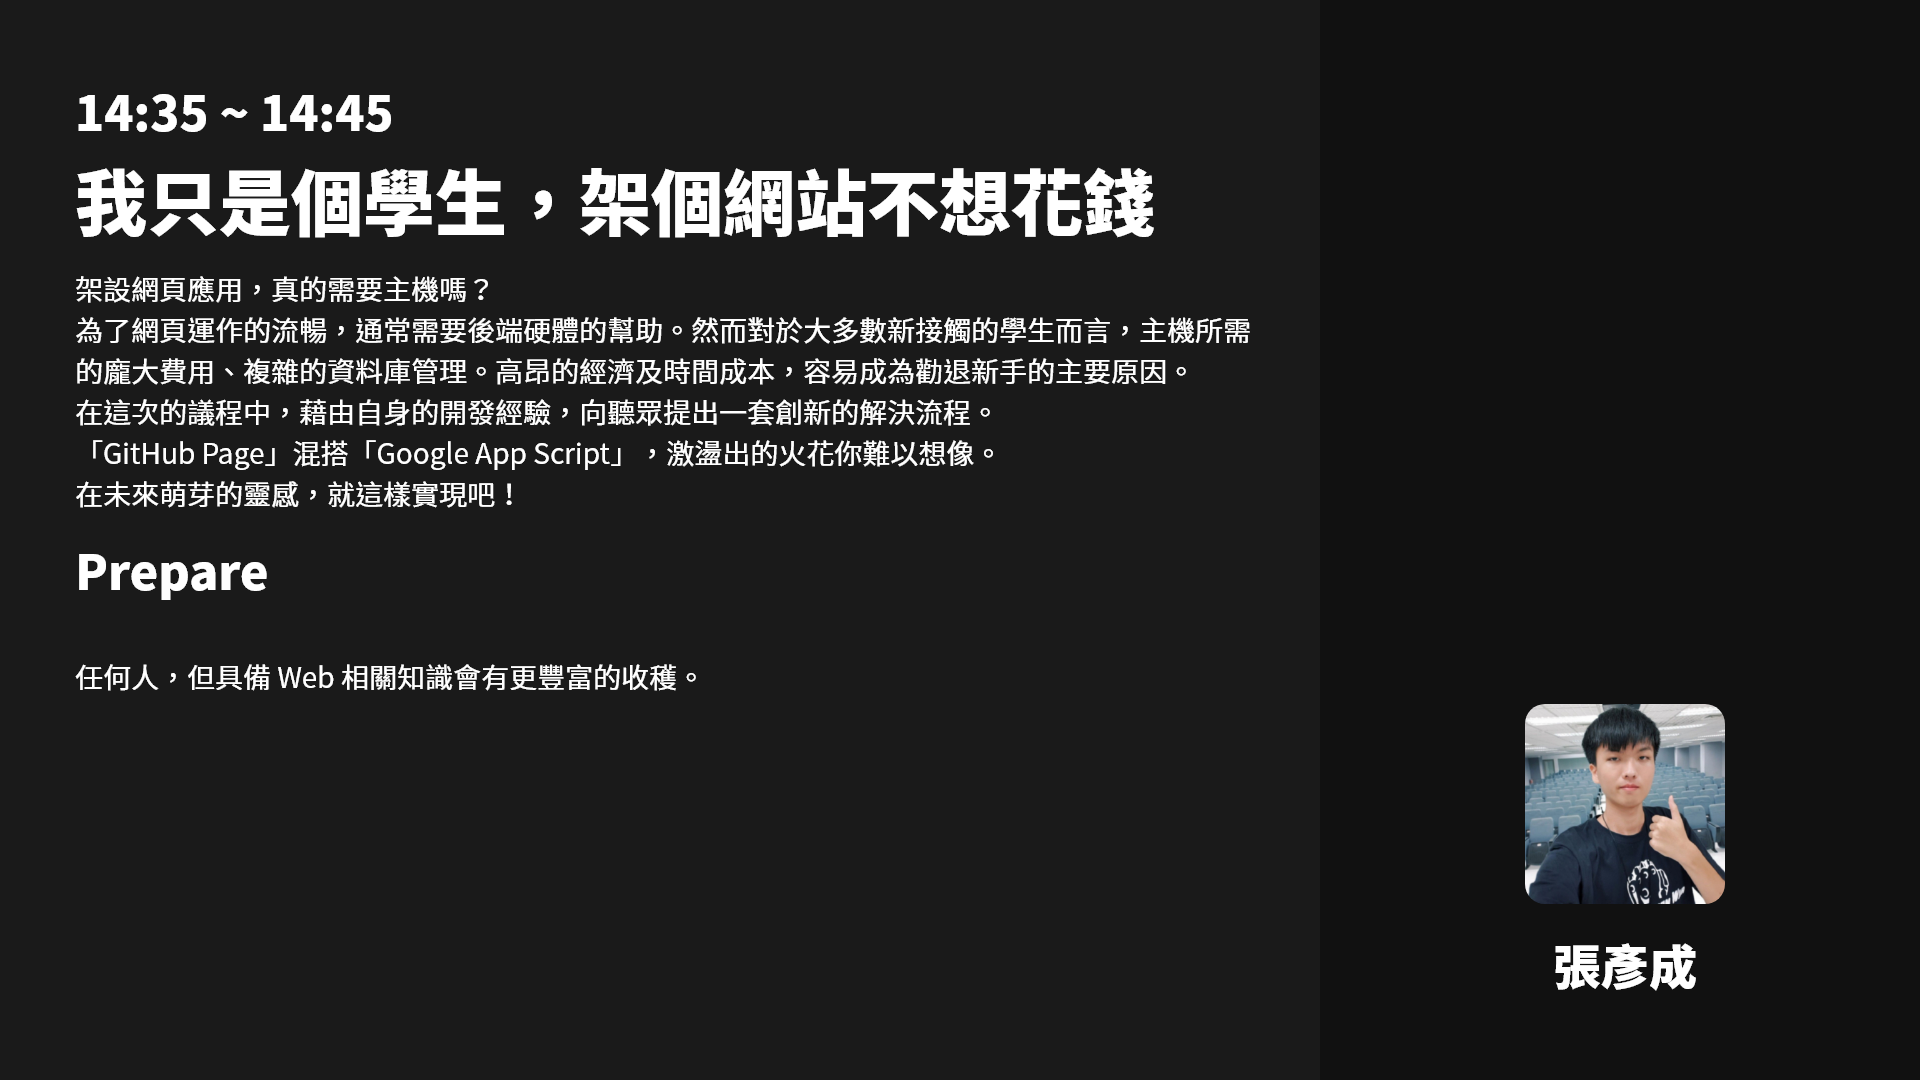 14:35 ~ 14:45
我只是個學生，架個網站不想花錢
架設網頁應用，真的需要主機嗎？
為了網頁運作的流暢，通常需要後端硬體的幫助。然而對於大多數新接觸的學生而言，主機所需
的龐大費用、複雜的資料庫管理。高昂的經濟及時間成本，容易成為勸退新手的主要原因。
在這次的議程中，藉由自身的開發經驗，向聽眾提出一套創新的解決流程。
「GitHub Page」混搭「Google App Script」，激盪出的火花你難以想像。
在未來萌芽的靈感，就這樣實現吧！
Prepare
任何人，但具備 Web 相關知識會有更豐富的收穫。
張彥成